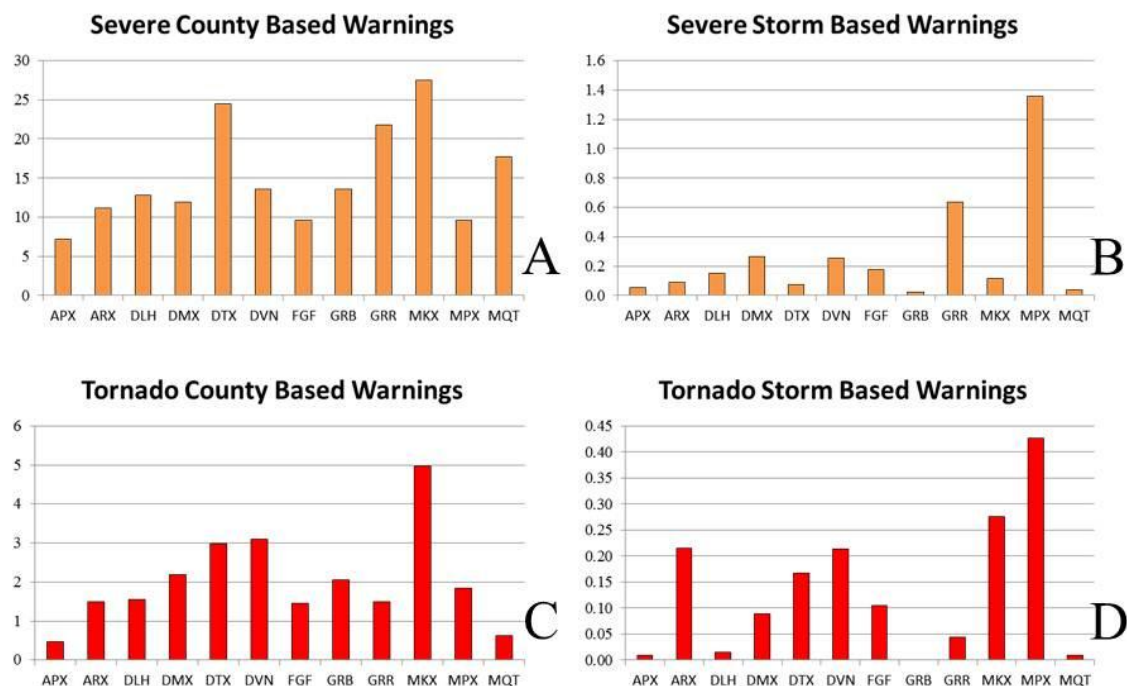 Severe County Based Warnings
30
25
20
15
10
5
0
APX ARX DLH DMX DTX DVN FGF GRB GRR MKX MPX MQT
A
Severe Storm Based Warnings
1.6
1.4
1.2
1.0
0.8
0.6
0.4
0.2
0.0
APX ARX DLH DMX DTX DVN FGF GRB GRR MKX MPX MQT
B
Tornado County Based Warnings
6
5
4
3
2
1
0
APX ARX DLH DMX DTX DVN FGF GRB GRR MKX MPX MQT
C
Tornado Storm Based Warnings
0.45
0.40
0.35
0.30
0.25
0.20
0.15
0.10
0.05
0.00
APX ARX DLH DMX DTX DVN FGF GRB GRR MKX MPX MQT
D